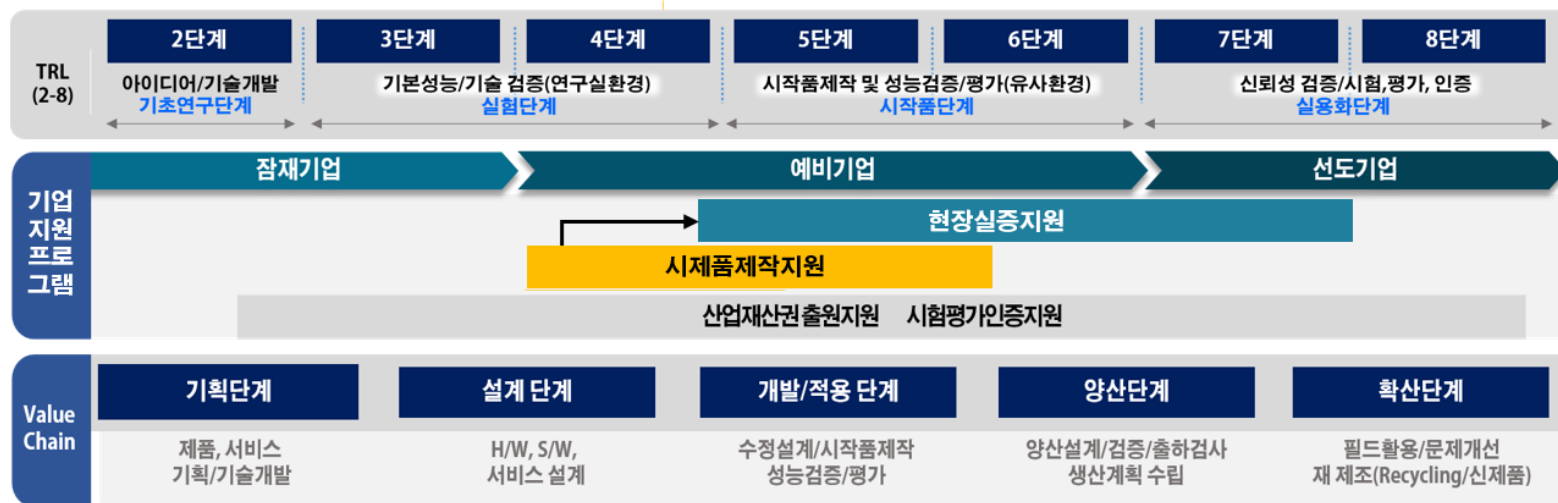 TRL
(2-8)
2단계
3단계
4단계
5단계
6단계
7단계
8단계
아이디어/기술개발
기초연구단계
기본성능/기술 검증(연구실환경)
실험단계
시작품제작 및 성능검증/평가(유사환경)
시작품단계
신뢰성 검증/시험,평가, 인증
실용화단계
기업
지원
프로
그램
잠재기업
예비기업
선도기업
현장실증지원
시제품제작지원
산업재산권 출원지원 시험평가인증지원
Value
Chain
기획단계
제품, 서비스
기획/기술개발
설계 단계
H/W, S/W,
서비스 설계
개발/적용 단계
수정설계/시작품제작
성능검증/평가
양산단계
양산설계/검증/출하검사
생산계획 수립
확산단계
필드활용/문제개선
재 제조(Recycling/신제품)